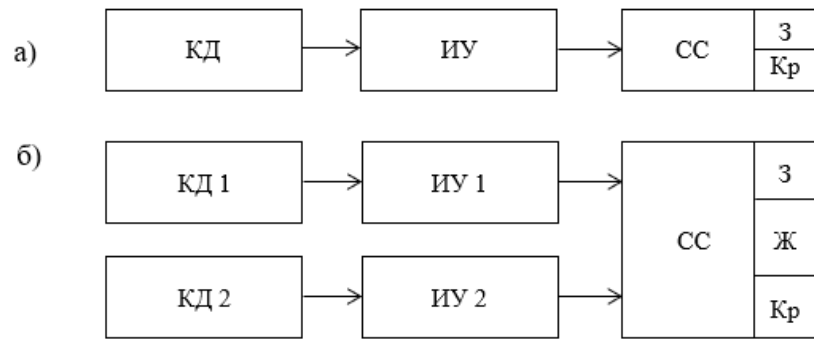 а)
КД
ИУ
СС
З
Кр
б)
КД 1
ИУ 1
СС
З
Ж
Кр
КД 2
ИУ 2